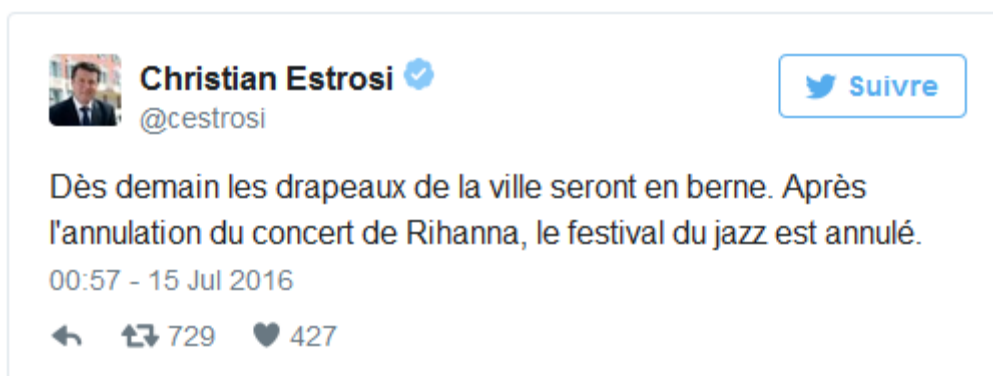 Christian Estrosi
@cestrosi
Suivre
Dès demain les drapeaux de la ville seront en berne. Après
l'annulation du concert de Rihanna, le festival du jazz est annulé.
00:57 - 15 Jul 2016
729 427